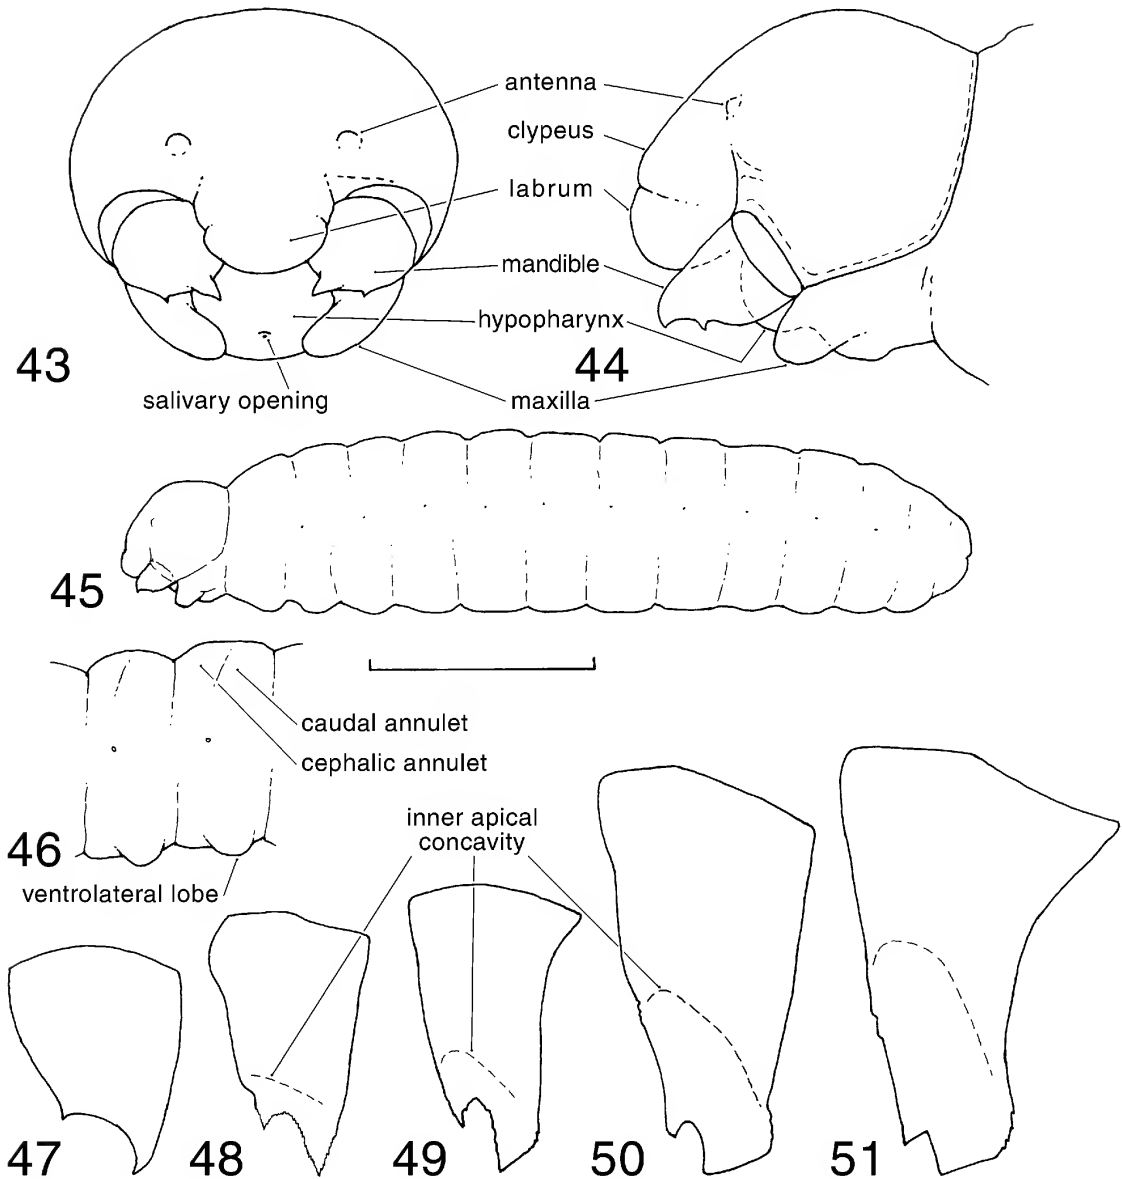 antenna
clypeus
labrum
mandible
hypopharynx
43
44
salivary opening
maxilla
45
caudal annulet
cephalic annulet
46
inner apical
concavity
ventrolateral lobe
47
48
49
50
51